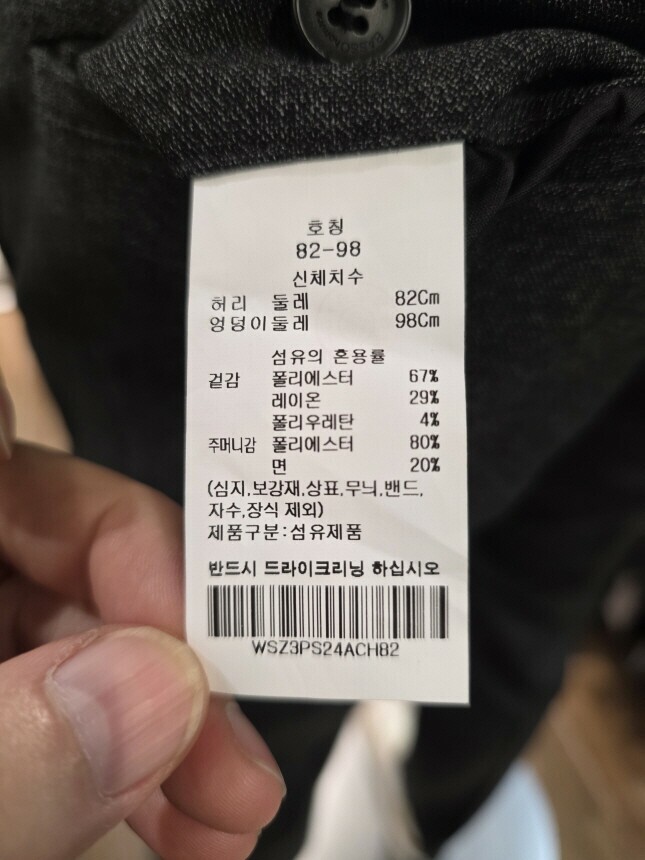 호칭
82-98
신체치수
허리 둘레 82Cm
엉덩이둘레 98Cm
섬유의 혼용률
겉감 폴리에스터 67%
레이온 29%
폴리우레탄 4%
주머니감 폴리에스터 80%
면 20%
(심지,보강재,상표,무늬,밴드,
자수,장식 제외)
제품구분:섬유제품
반드시 드라이크리닝 하십시오
WSZ3PS24ACH82